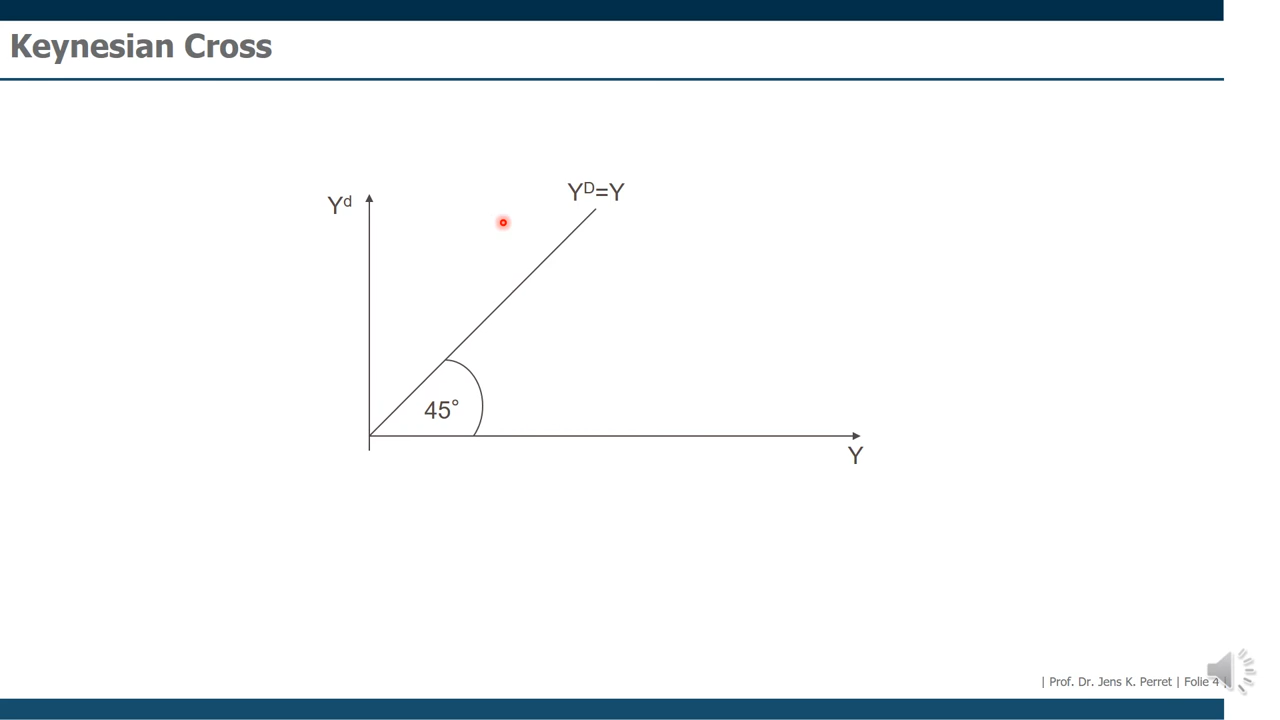 Keynesian Cross
Yᵈ
Yᴰ=Y
45°
Y
| Prof. Dr. Jens K. Perret | Folie 4 |